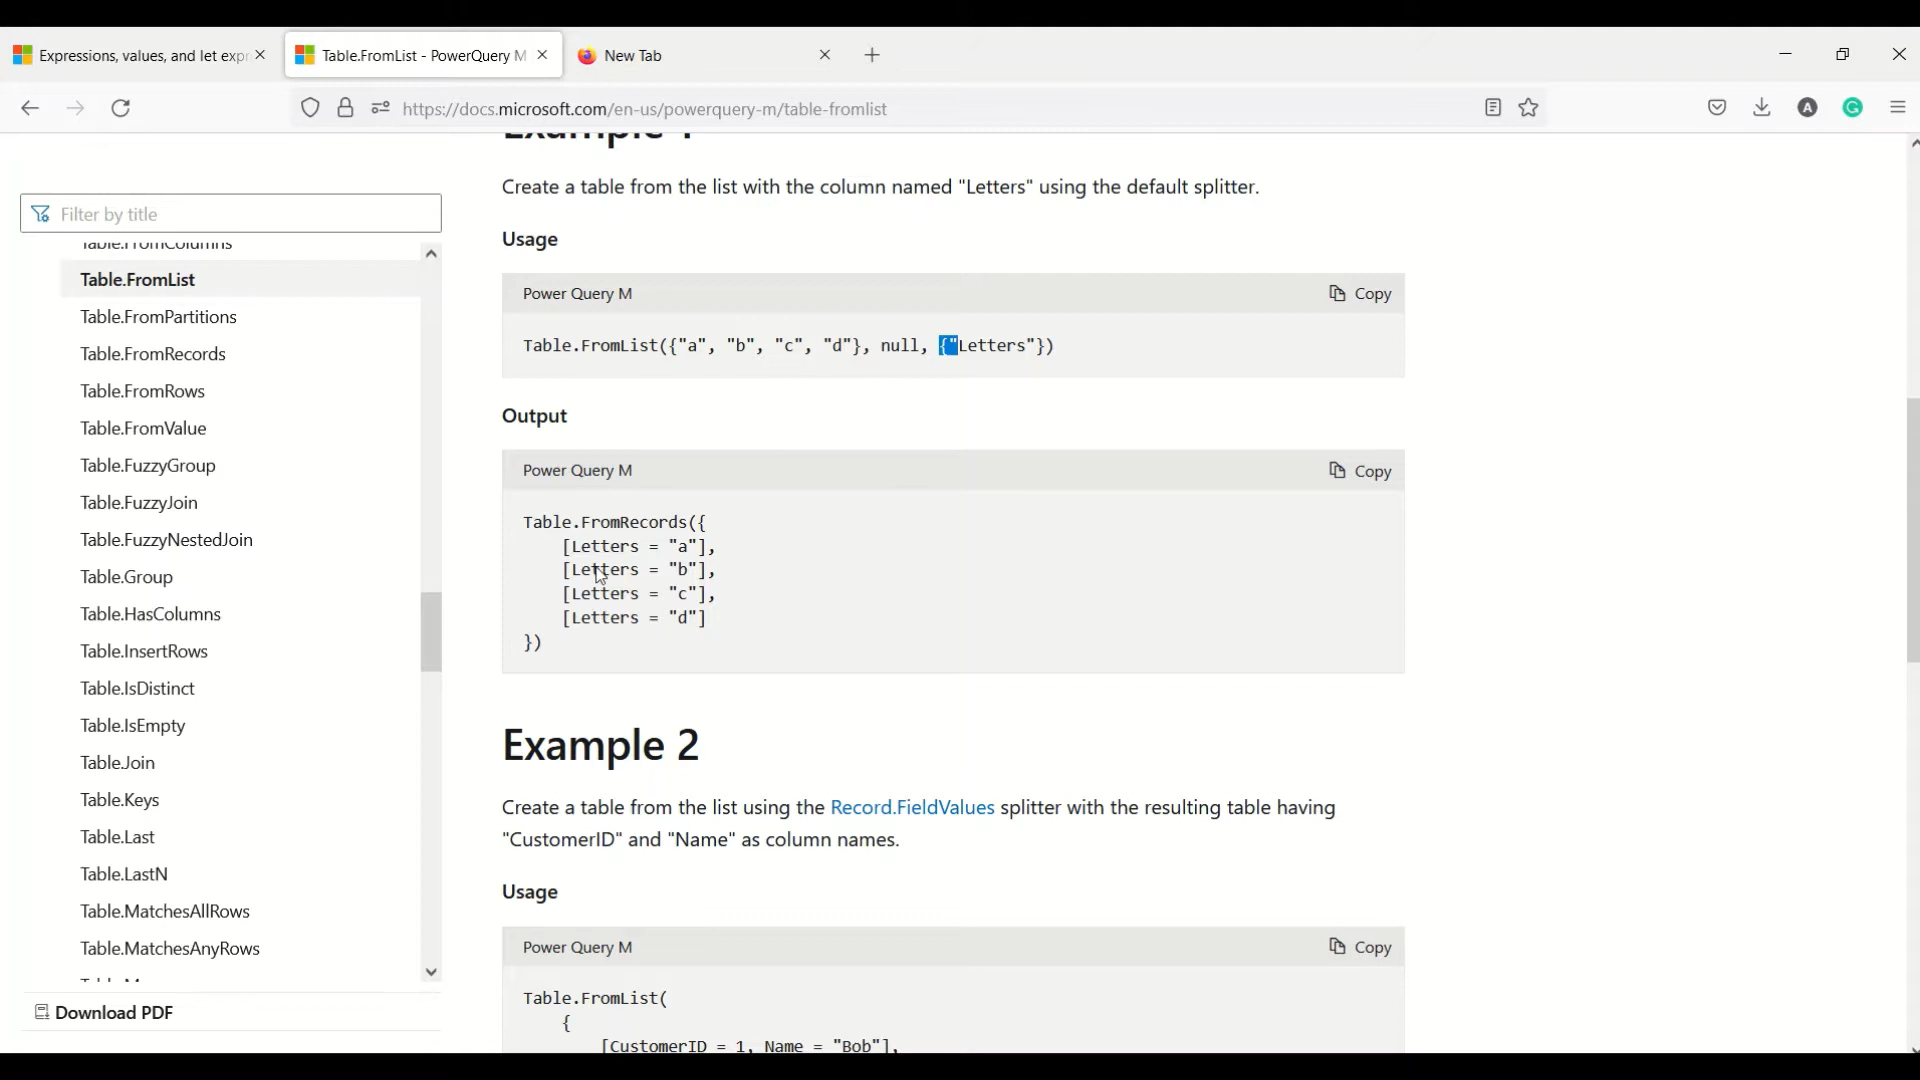 Expressions, values, and let expr
Table.FromList - PowerQuery M
New Tab
https://docs.microsoft.com/en-us/powerquery-m/table-fromlist
A
G
Filter by title
Table.FromColumns
Table.FromList
Table.FromPartitions
Table.FromRecords
Table.FromRows
Table.FromValue
Table.FuzzyGroup
Table.FuzzyJoin
Table.FuzzyNestedJoin
Table.Group
Table.HasColumns
Table.InsertRows
Table.IsDistinct
Table.IsEmpty
Table.Join
Table.Keys
Table.Last
Table.LastN
Table.MatchesAllRows
Table.MatchesAnyRows
Download PDF
Example 1
Create a table from the list with the column named "Letters" using the default splitter.
Usage
Power Query M
Copy
Table.FromList({"a", "b", "c", "d"}, null, {"Letters"})
Output
Power Query M
Copy
Table.FromRecords({
[Letters = "a"],
[Letters = "b"],
[Letters = "c"],
[Letters = "d"]
})
Example 2
Create a table from the list using the Record.FieldValues splitter with the resulting table having
"CustomerID" and "Name" as column names.
Usage
Power Query M
Copy
Table.FromList(
{
[CustomerID = 1, Name = "Bob"],